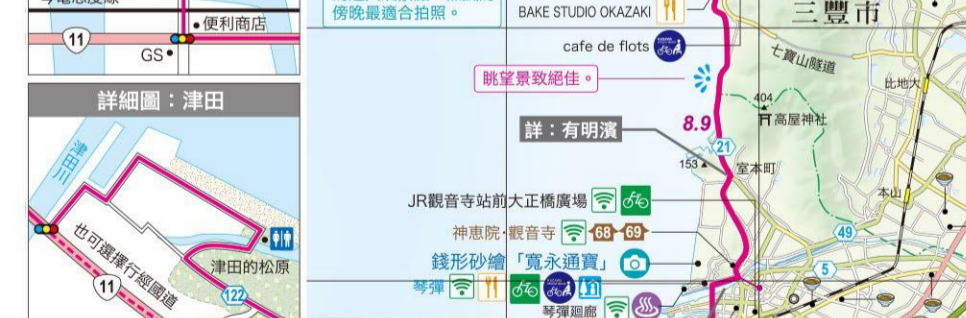 11
便利商店
GS
詳細圖：津田
津田川
也可選擇行經國道
11
津田的松原
122
傍晚最適合拍照。
BAKE STUDIO OKAZAKI
cafe de flots
眺望景致絕佳。
詳：有明濱
JR觀音寺站前大正橋廣場
神恵院·觀音寺 68 69
錢形砂繪「寬永通寶」
琴彈
琴彈廻廊
三豐市
七寶山隧道
比地大
404
高屋神社
8.9
21
153
室本町
本山
49
5